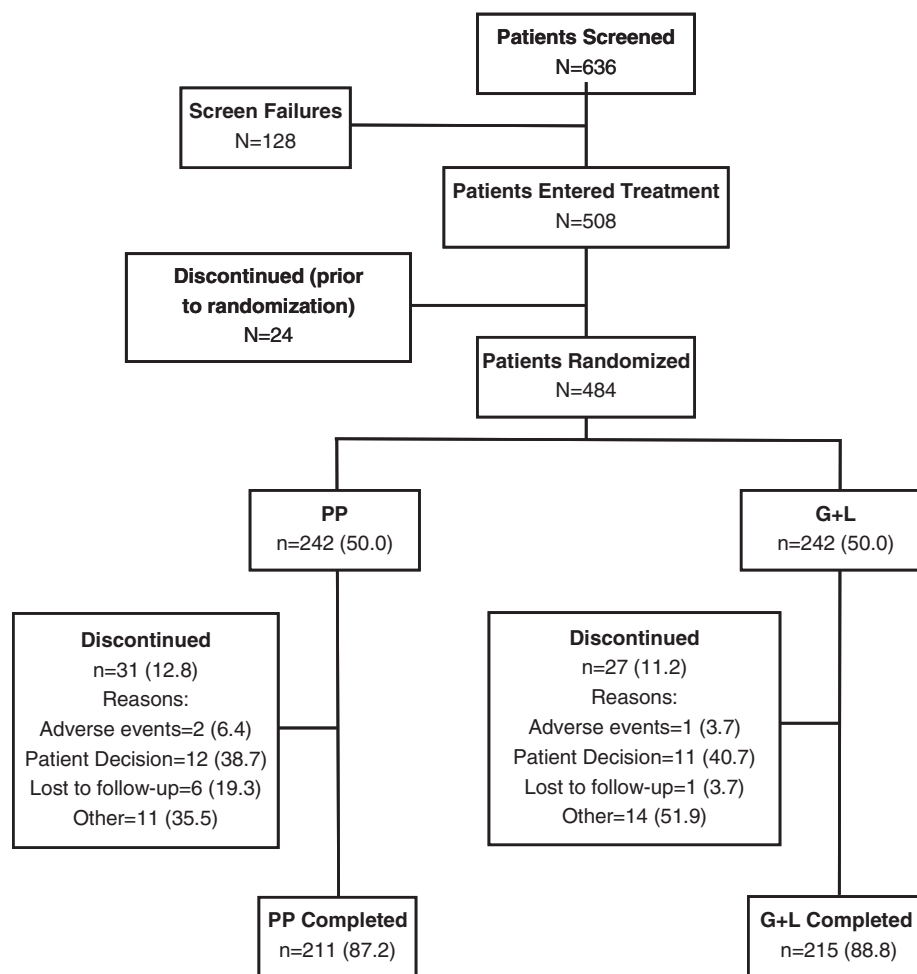 Patients Screened
N=636
Screen Failures
N=128
Patients Entered Treatment
N=508
Discontinued (prior
to randomization)
N=24
Patients Randomized
N=484
PP
n=242 (50.0)
G+L
n=242 (50.0)
Discontinued
n=31 (12.8)
Reasons:
Adverse events=2 (6.4)
Patient Decision=12 (38.7)
Lost to follow-up=6 (19.3)
Other=11 (35.5)
Discontinued
n=27 (11.2)
Reasons:
Adverse events=1 (3.7)
Patient Decision=11 (40.7)
Lost to follow-up=1 (3.7)
Other=14 (51.9)
PP Completed
n=211 (87.2)
G+L Completed
n=215 (88.8)